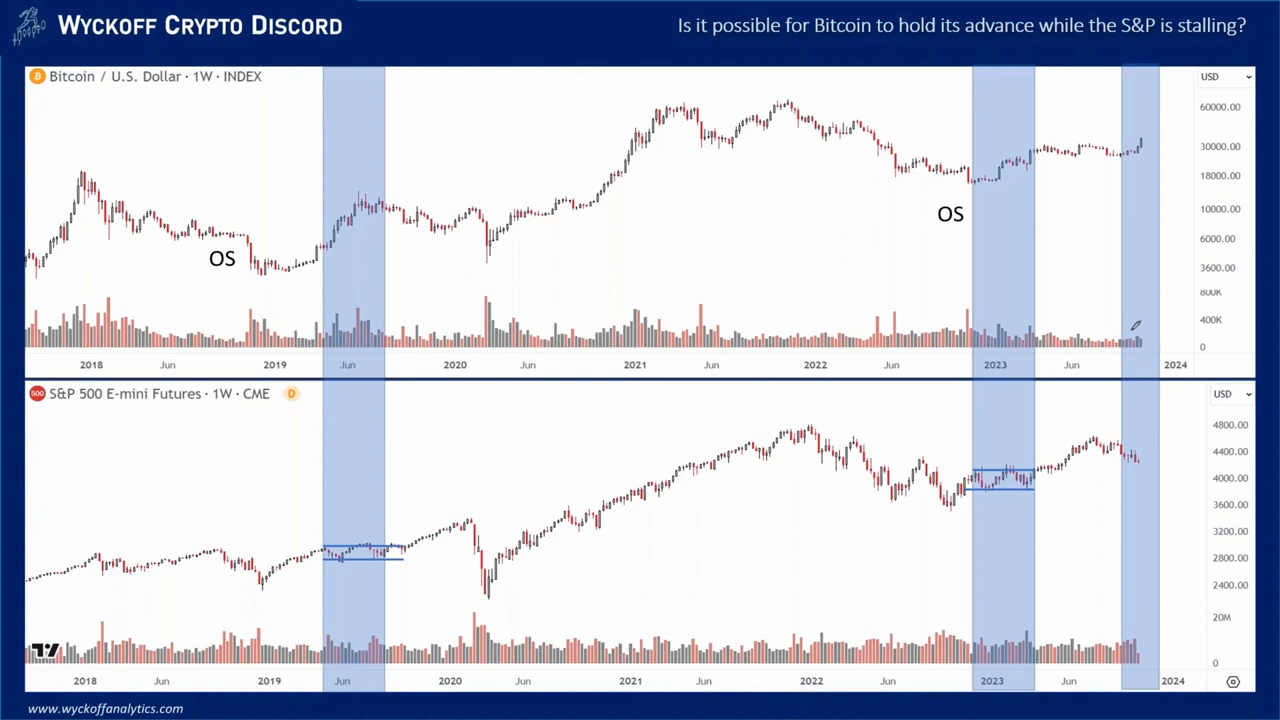 WYCKOFF CRYPTO DISCORD
Is it possible for Bitcoin to hold its advance while the S&P is stalling?
Bitcoin / U.S. Dollar · 1W · INDEX
USD
60000.00
30000.00
18000.00
10000.00
6000.00
3600.00
800K
400K
0
OS
OS
2018 Jun 2019 Jun 2020 Jun 2021 Jun 2022 Jun 2023 Jun 2024
500 S&P 500 E-mini Futures · 1W · CME D
USD
4800.00
4400.00
4000.00
3600.00
3200.00
2800.00
2400.00
20M
0
2018 Jun 2019 Jun 2020 Jun 2021 Jun 2022 Jun 2023 Jun 2024
www.wyckoffanalytics.com